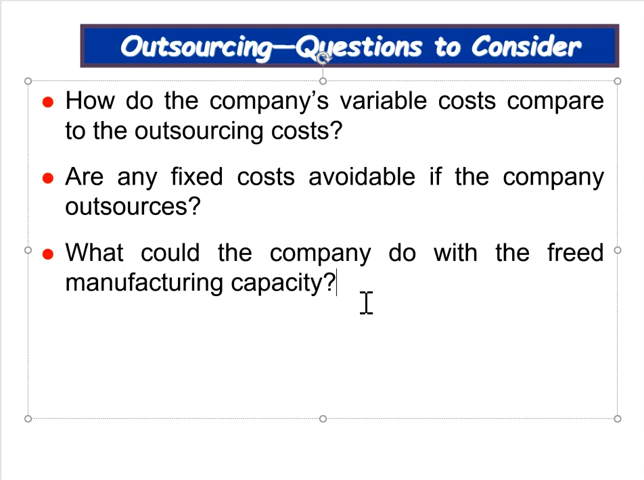 Outsourcing—Questions to Consider
● How do the company’s variable costs compare
to the outsourcing costs?
● Are any fixed costs avoidable if the company
outsources?
● What could the company do with the freed
manufacturing capacity?